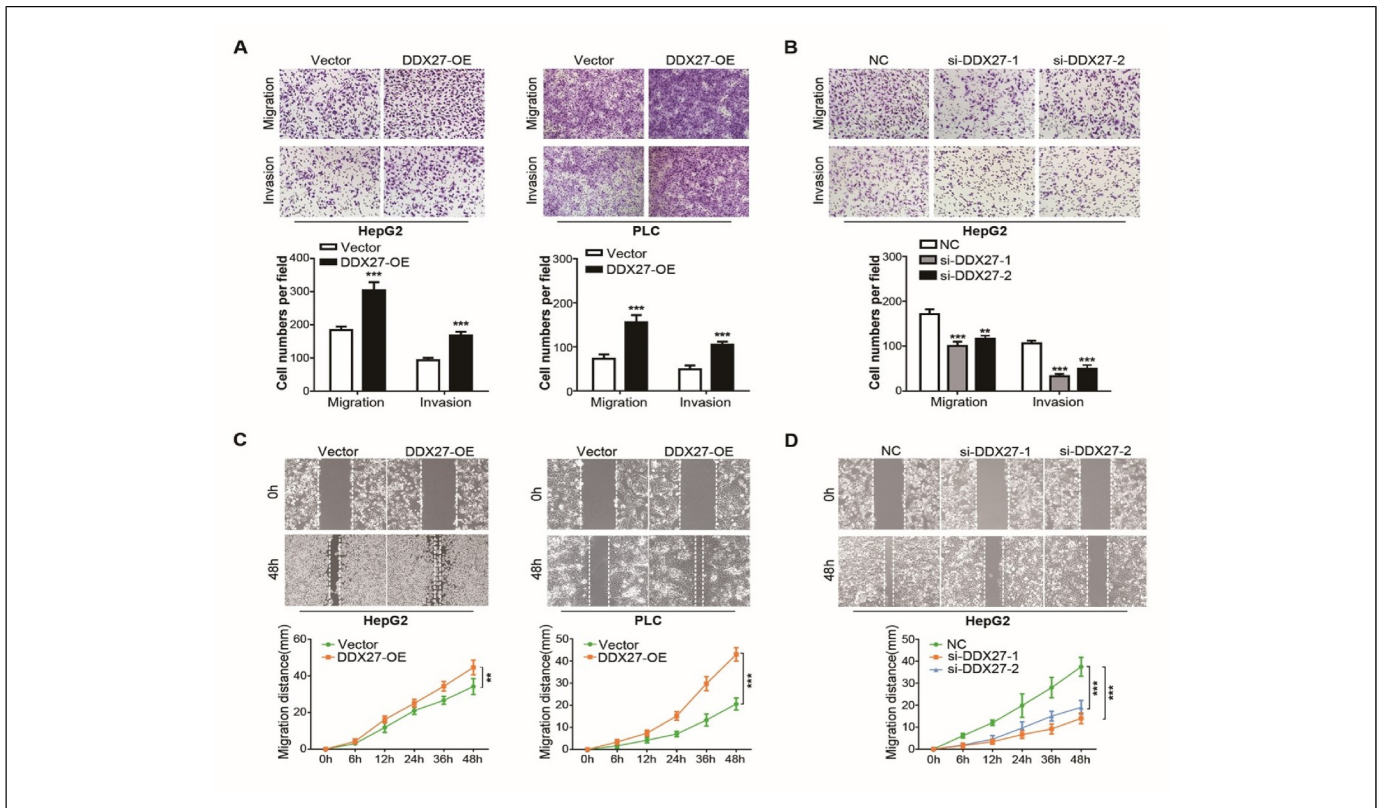 A
Vector DDX27-OE
Vector DDX27-OE
Migration
Invasion
HepG2
PLC
Vector
DDX27-OE
***
***
Cell numbers per field
400
300
200
100
0
Migration Invasion
Vector
DDX27-OE
***
***
Cell numbers per field
300
200
100
0
Migration Invasion
B
NC si-DDX27-1 si-DDX27-2
Migration
Invasion
HepG2
NC
si-DDX27-1
si-DDX27-2
*** **
*** ***
Cell numbers per field
300
200
100
0
Migration Invasion
C
Vector DDX27-OE
Vector DDX27-OE
0h
48h
0h
48h
HepG2
PLC
Vector
DDX27-OE
**
Migration distance(mm)
60
40
20
0
0h 6h 12h 24h 36h 48h
Vector
DDX27-OE
***
Migration distance(mm)
50
40
30
20
10
0
0h 6h 12h 24h 36h 48h
D
NC si-DDX27-1 si-DDX27-2
0h
48h
HepG2
NC
si-DDX27-1
si-DDX27-2
***
***
Migration distance(mm)
50
40
30
20
10
0
0h 6h 12h 24h 36h 48h